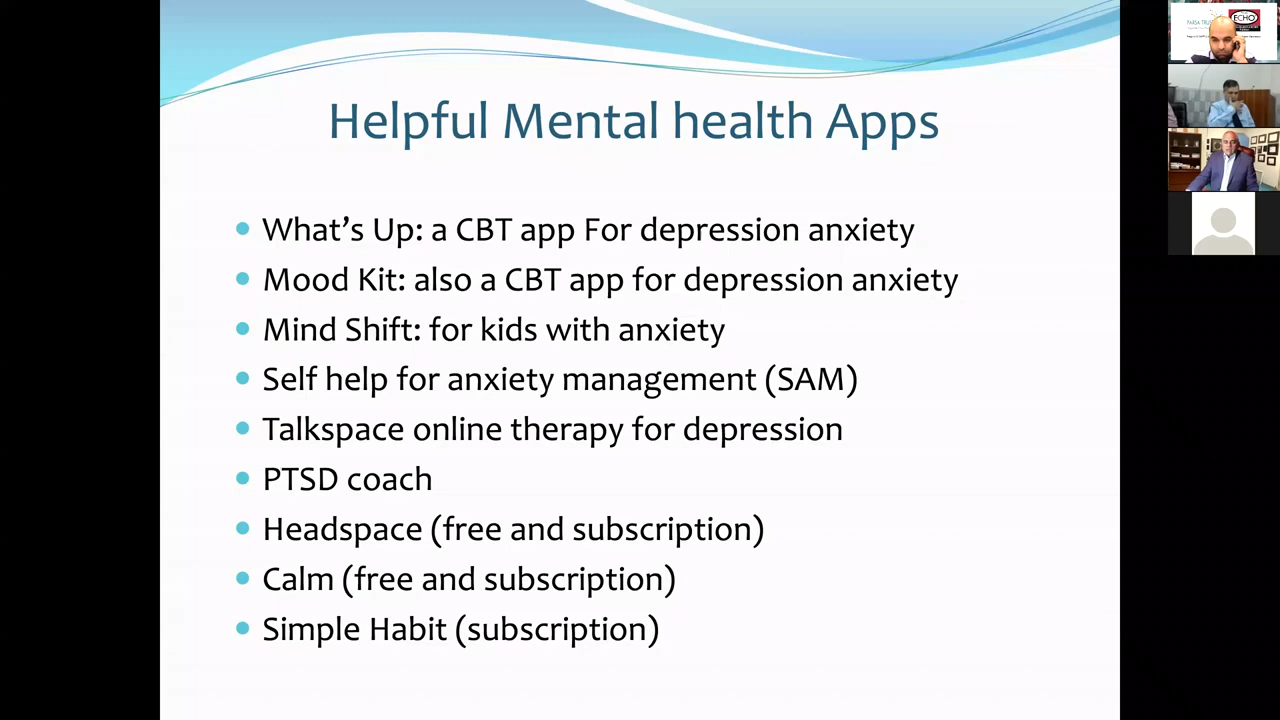 Helpful Mental health Apps
What’s Up: a CBT app For depression anxiety
Mood Kit: also a CBT app for depression anxiety
Mind Shift: for kids with anxiety
Self help for anxiety management (SAM)
Talkspace online therapy for depression
PTSD coach
Headspace (free and subscription)
Calm (free and subscription)
Simple Habit (subscription)
ECHO